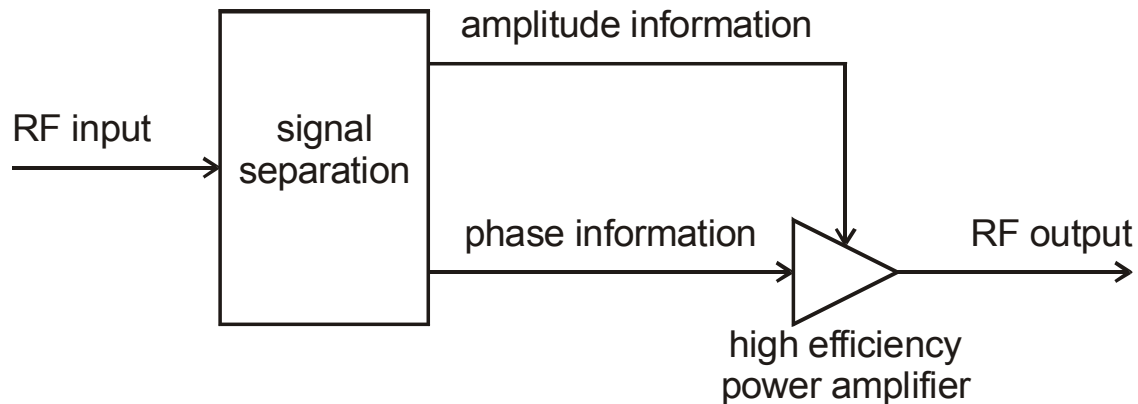 amplitude information
RF input
signal
separation
phase information
RF output
high efficiency
power amplifier